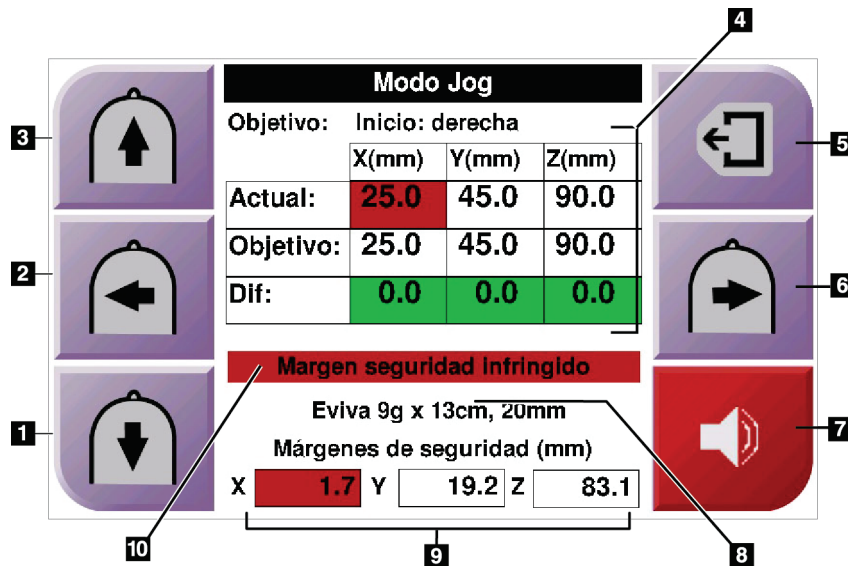 4
Modo Jog
Objetivo: Inicio: derecha
X(mm) Y(mm) Z(mm)
Actual: 25.0 45.0 90.0
Objetivo: 25.0 45.0 90.0
Dif: 0.0 0.0 0.0
Margen seguridad infringido
Eviva 9g x 13cm, 20mm
Márgenes de seguridad (mm)
X 1.7 Y 19.2 Z 83.1
3
2
1
5
6
7
10
9
8